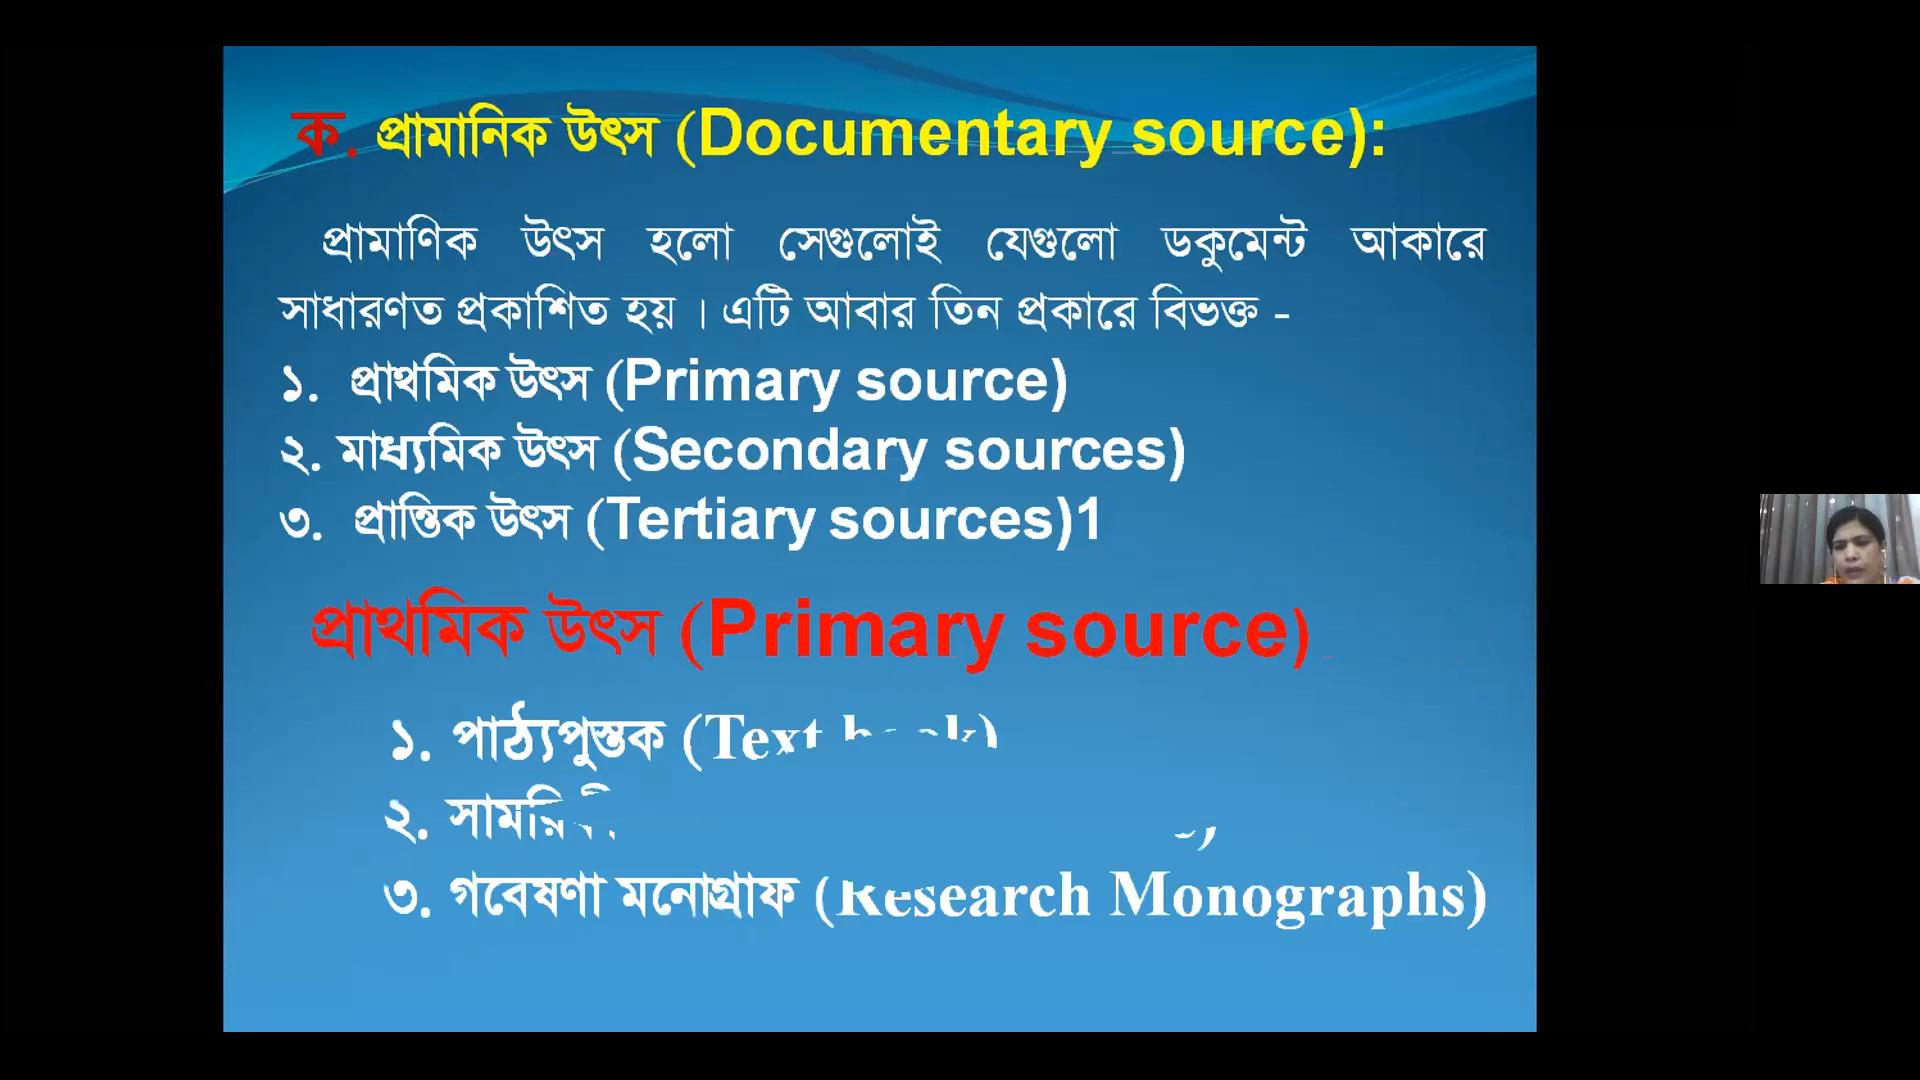 ক. প্রামানিক উৎস (Documentary source):
প্রামাণিক উৎস হলো সেগুলোই যেগুলো ডকুমেন্ট আকারে
সাধারণত প্রকাশিত হয় । এটি আবার তিন প্রকারে বিভক্ত -
১. প্রাথমিক উৎস (Primary source)
২. মাধ্যমিক উৎস (Secondary sources)
৩. প্রান্তিক উৎস (Tertiary sources)1
প্রাথমিক উৎস (Primary source)
১. পাঠ্যপুস্তক (Text book)
২.
৩. গবেষণা মনোগ্রাফ (Research Monographs)